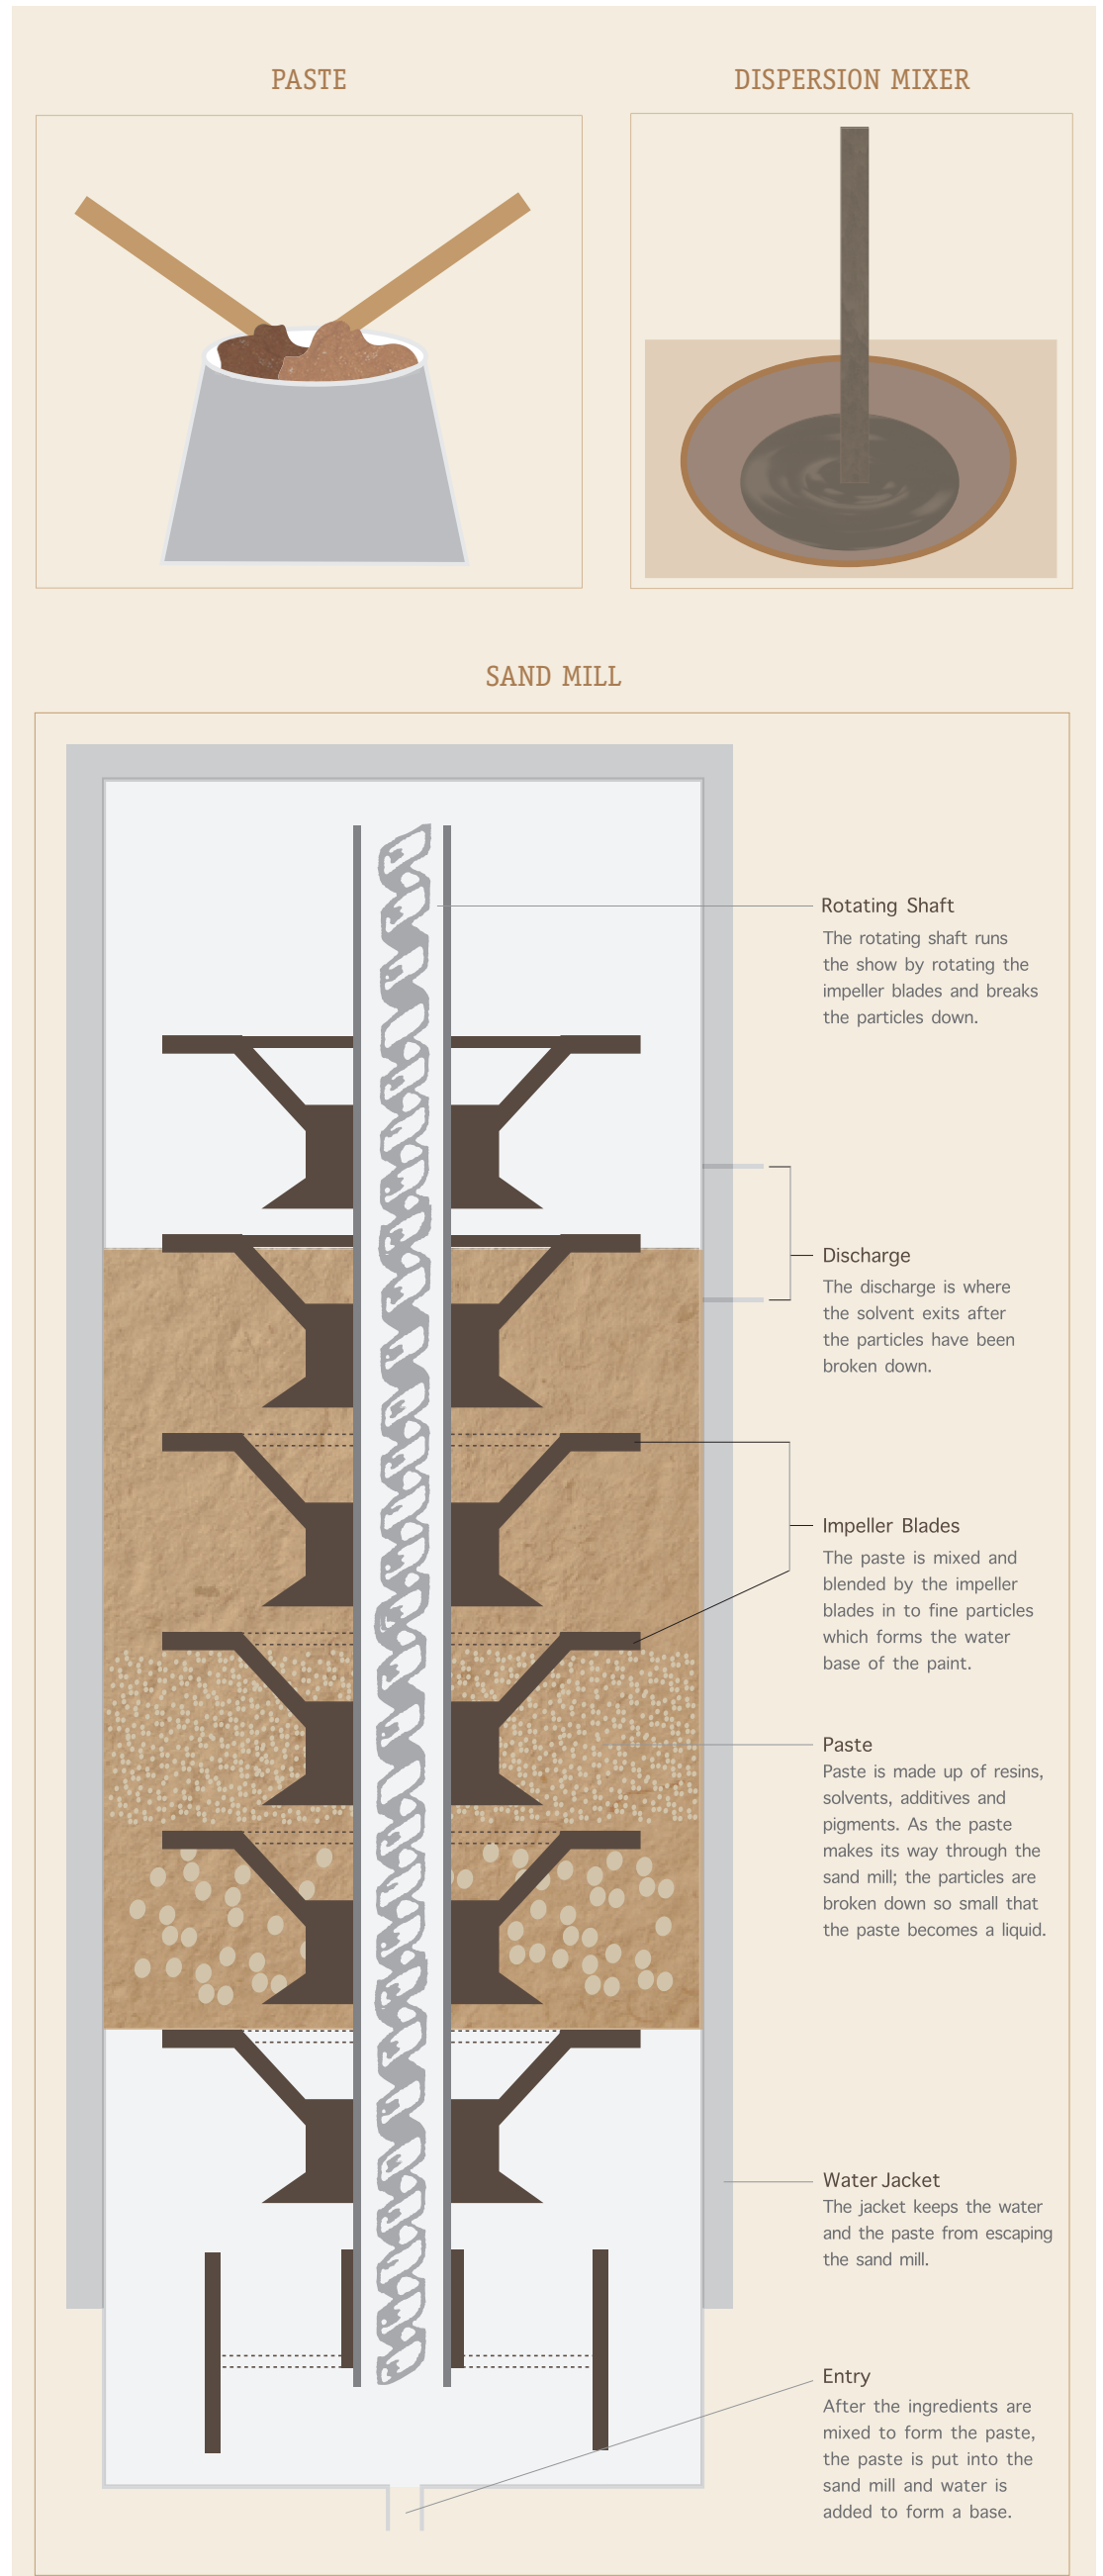 PASTE
DISPERSION MIXER
SAND MILL
Rotating Shaft
The rotating shaft runs
the show by rotating the
impeller blades and breaks
the particles down.
Discharge
The discharge is where
the solvent exits after
the particles have been
broken down.
Impeller Blades
The paste is mixed and
blended by the impeller
blades in to fine particles
which forms the water
base of the paint.
Paste
Paste is made up of resins,
solvents, additives and
pigments. As the paste
makes its way through the
sand mill; the particles are
broken down so small that
the paste becomes a liquid.
Water Jacket
The jacket keeps the water
and the paste from escaping
the sand mill.
Entry
After the ingredients are
mixed to form the paste,
the paste is put into the
sand mill and water is
added to form a base.